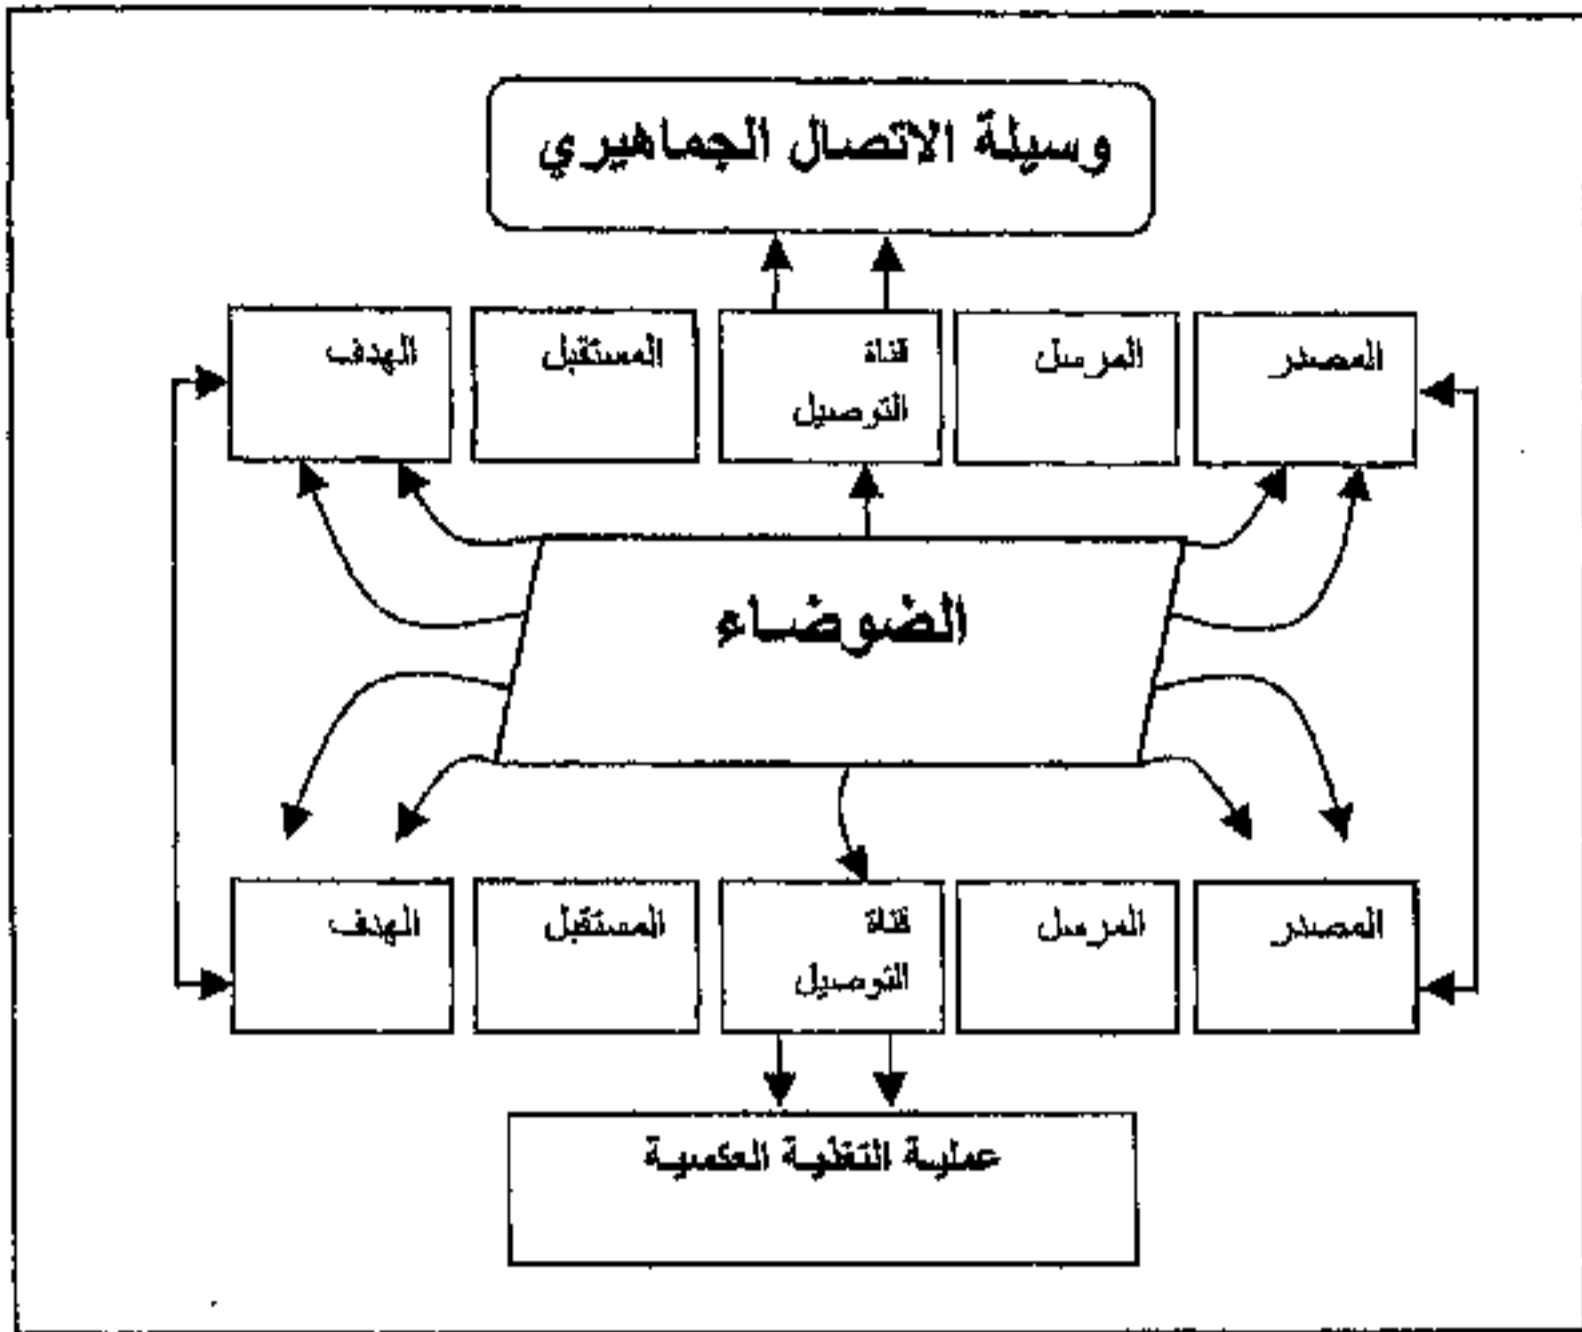 وسيلة الاتصال الجماهيري
المصدر
المرسل
قناة
التوصيل
المستقبل
الهدف
الضوضاء
المصدر
المرسل
قناة
التوصيل
المستقبل
الهدف
عملية التغذية العكسية